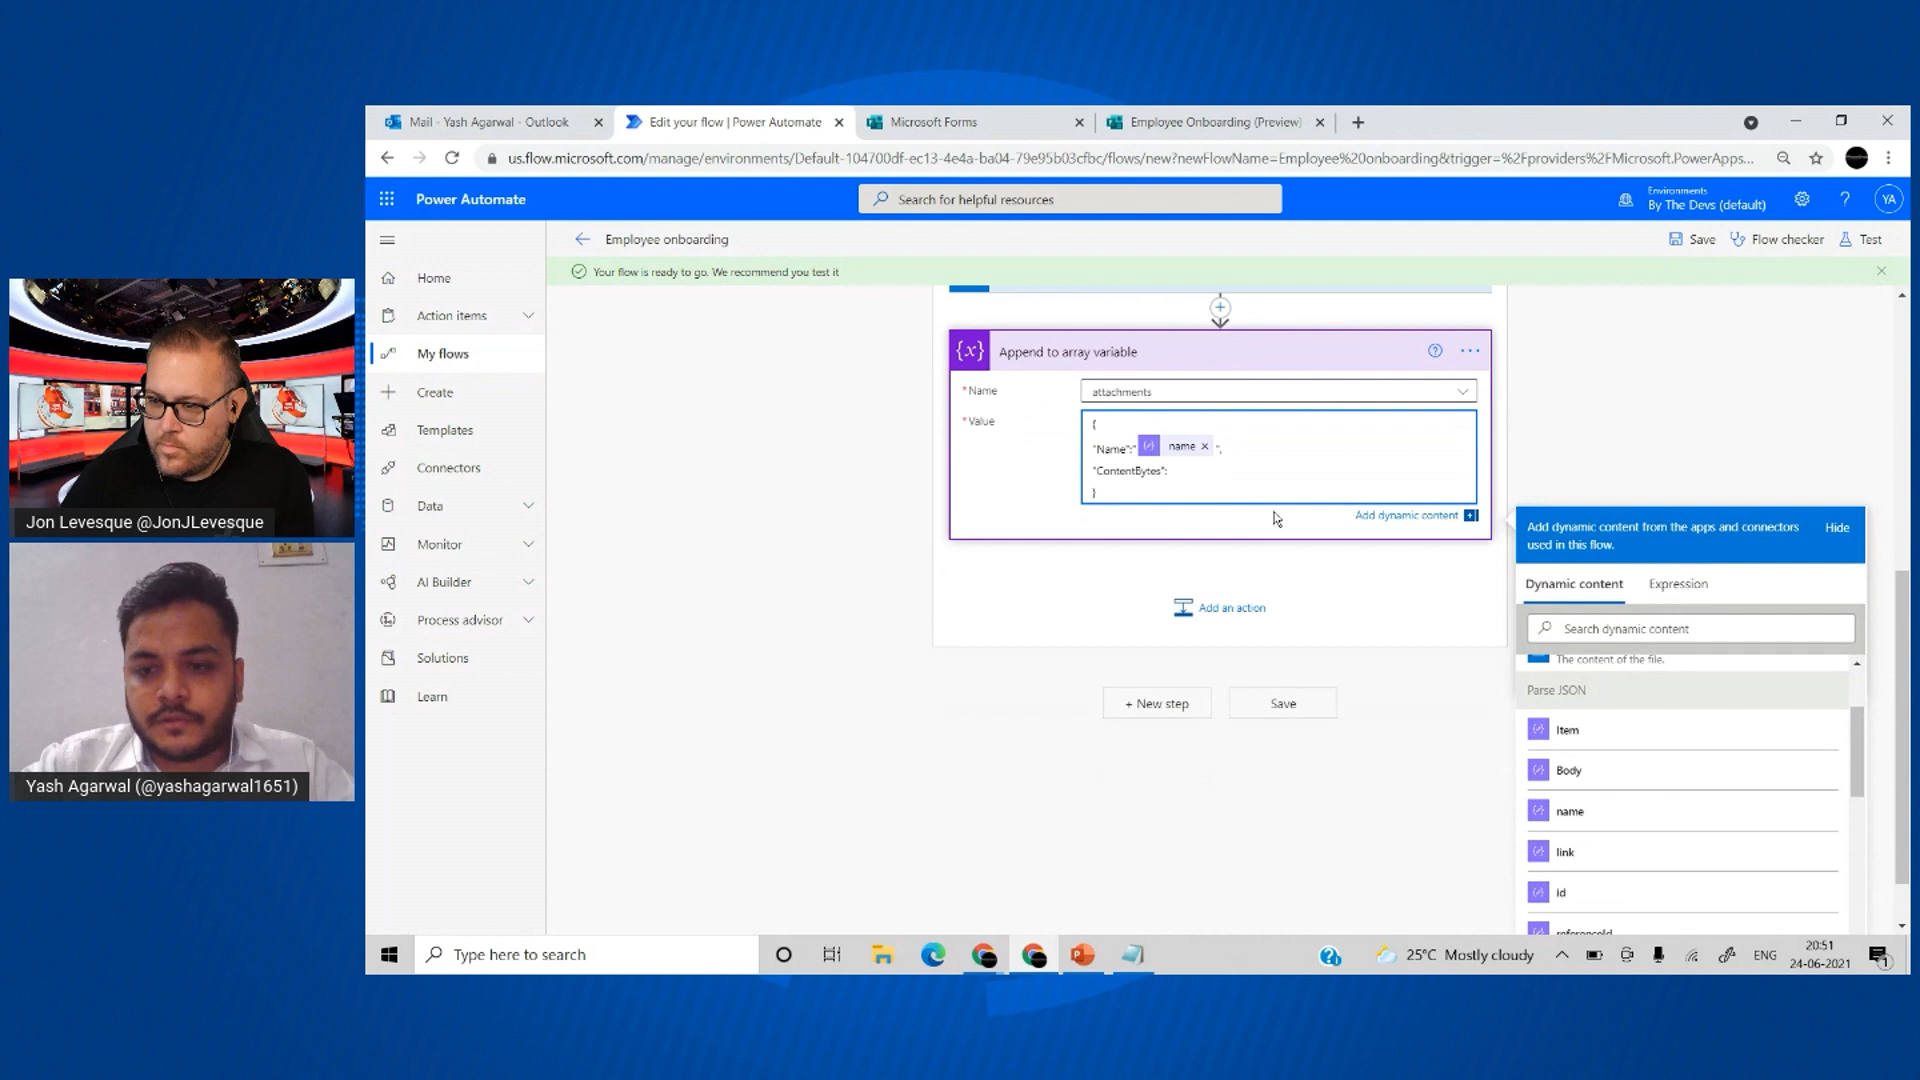 Mail - Yash Agarwal - Outlook
Edit your flow | Power Automate
Microsoft Forms
Employee Onboarding (Preview)
us.flow.microsoft.com/manage/environments/Default-104700df-ec13-4e4a-ba04-79e95b03cfbc/flows/new?newFlowName=Employee%20onboarding&trigger=%2Fproviders%2FMicrosoft.PowerApps...
Power Automate
Search for helpful resources
Environments
By The Devs (default)
YA
Employee onboarding
Save
Flow checker
Test
Your flow is ready to go. We recommend you test it
Home
Action items
My flows
Create
Templates
Connectors
Data
Monitor
AI Builder
Process advisor
Solutions
Learn
{x} Append to array variable
* Name
attachments
* Value
{
"Name":" name ",
"ContentBytes":
}
Add dynamic content
Add an action
+ New step
Save
Add dynamic content from the apps and connectors
used in this flow.
Hide
Dynamic content
Expression
Search dynamic content
The content of the file.
Parse JSON
Item
Body
name
link
id
referenceId
Jon Levesque @JonJLevesque
Yash Agarwal (@yashagarwal1651)
Type here to search
25°C Mostly cloudy
ENG
20:51
24-06-2021
1